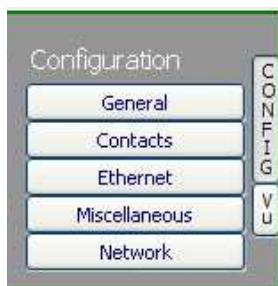 Configuration
General
Contacts
Ethernet
Miscellaneous
Network
CONFIG
Vu